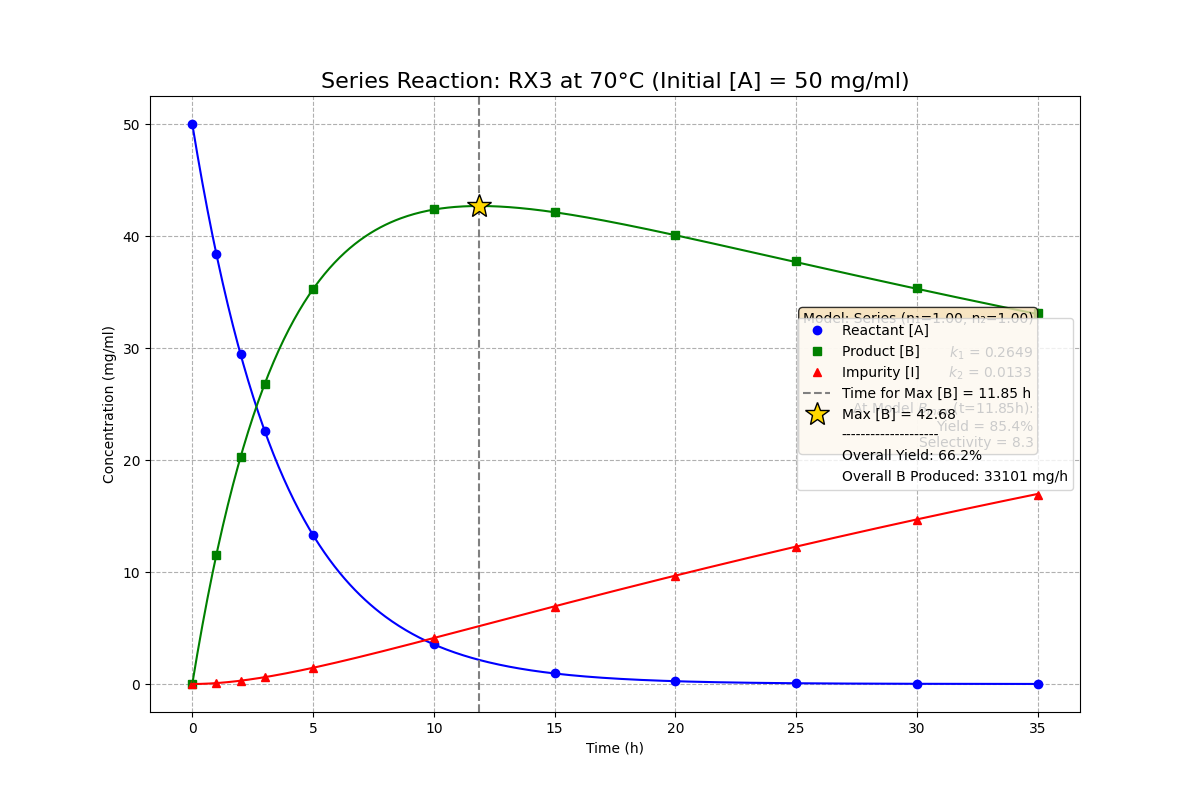 Series Reaction: RX3 at 70°C (Initial [A] = 50 mg/ml)
Concentration (mg/ml)
50
40
30
20
10
0
Model: Series (n₁=1.00, n₂=1.00)
k₁ = 0.2649
k₂ = 0.0133
At Model (t=11.85h):
Yield = 85.4%
Selectivity = 8.3
Reactant [A]
Product [B]
Impurity [I]
Time for Max [B] = 11.85 h
Max [B] = 42.68
--------------------
Overall Yield: 66.2%
Overall B Produced: 33101 mg/h
0 5 10 15 20 25 30 35
Time (h)